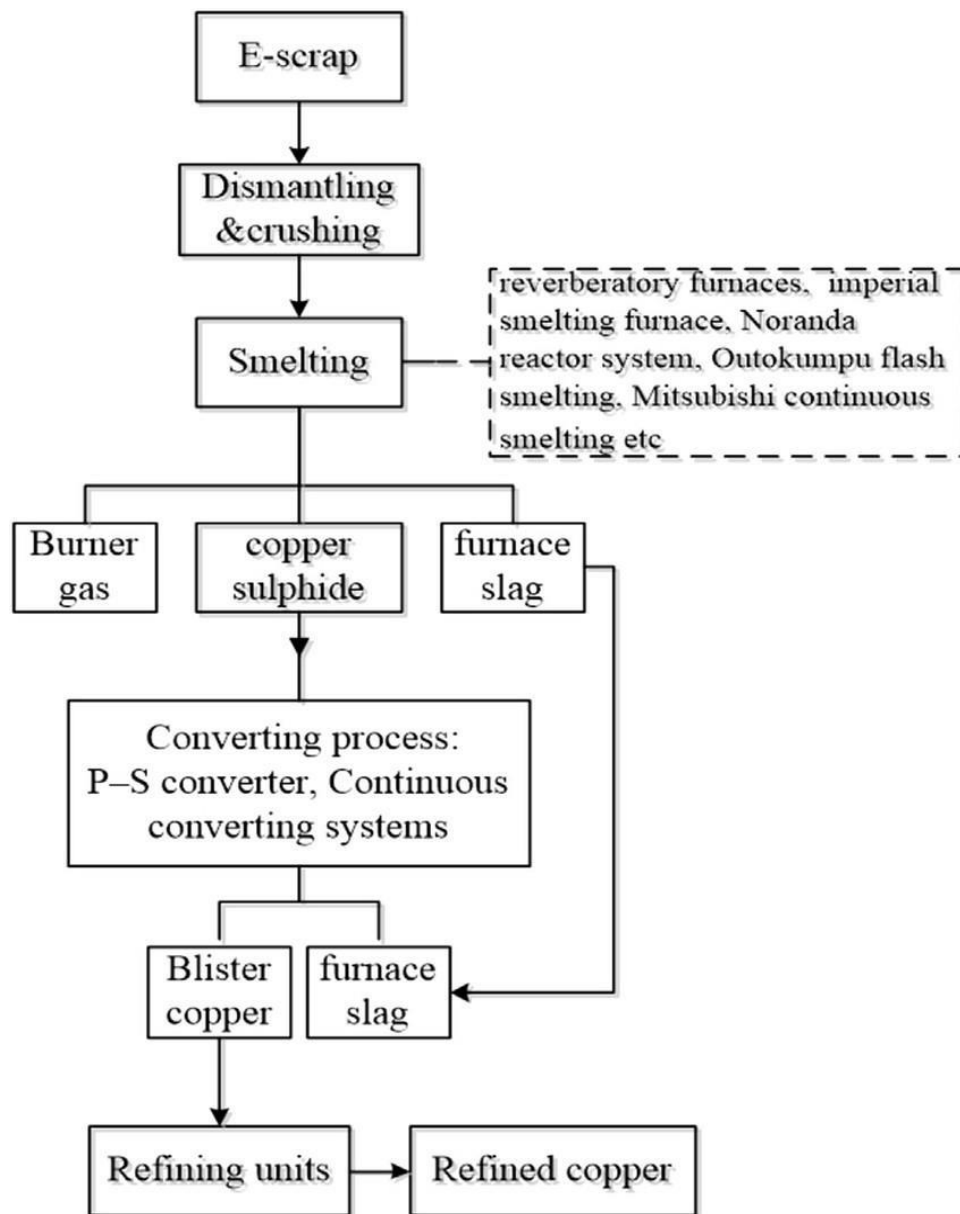 E-scrap
Dismantling
&crushing
Smelting
reverberatory furnaces, imperial
smelting furnace, Noranda
reactor system, Outokumpu flash
smelting, Mitsubishi continuous
smelting etc
Burner
gas
copper
sulphide
furnace
slag
Converting process:
P–S converter, Continuous
converting systems
Blister
copper
furnace
slag
Refining units
Refined copper